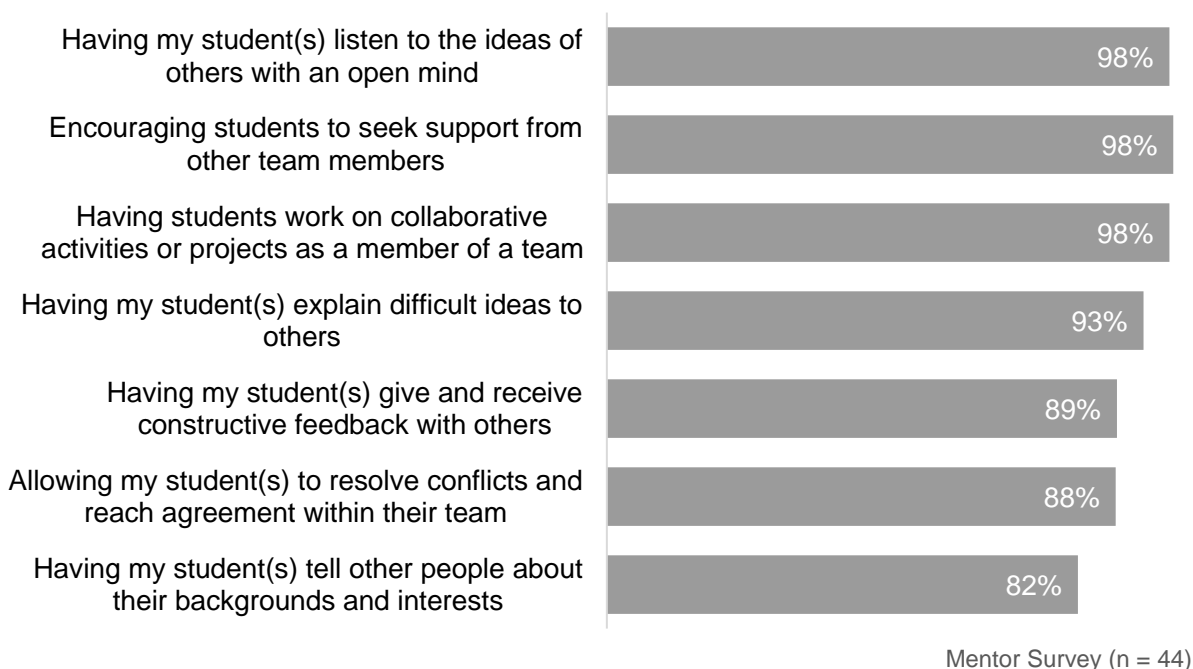 Having my student(s) listen to the ideas of
others with an open mind
98%
Encouraging students to seek support from
other team members
98%
Having students work on collaborative
activities or projects as a member of a team
98%
Having my student(s) explain difficult ideas to
others
93%
Having my student(s) give and receive
constructive feedback with others
89%
Allowing my student(s) to resolve conflicts and
reach agreement within their team
88%
Having my student(s) tell other people about
their backgrounds and interests
82%
Mentor Survey (n = 44)